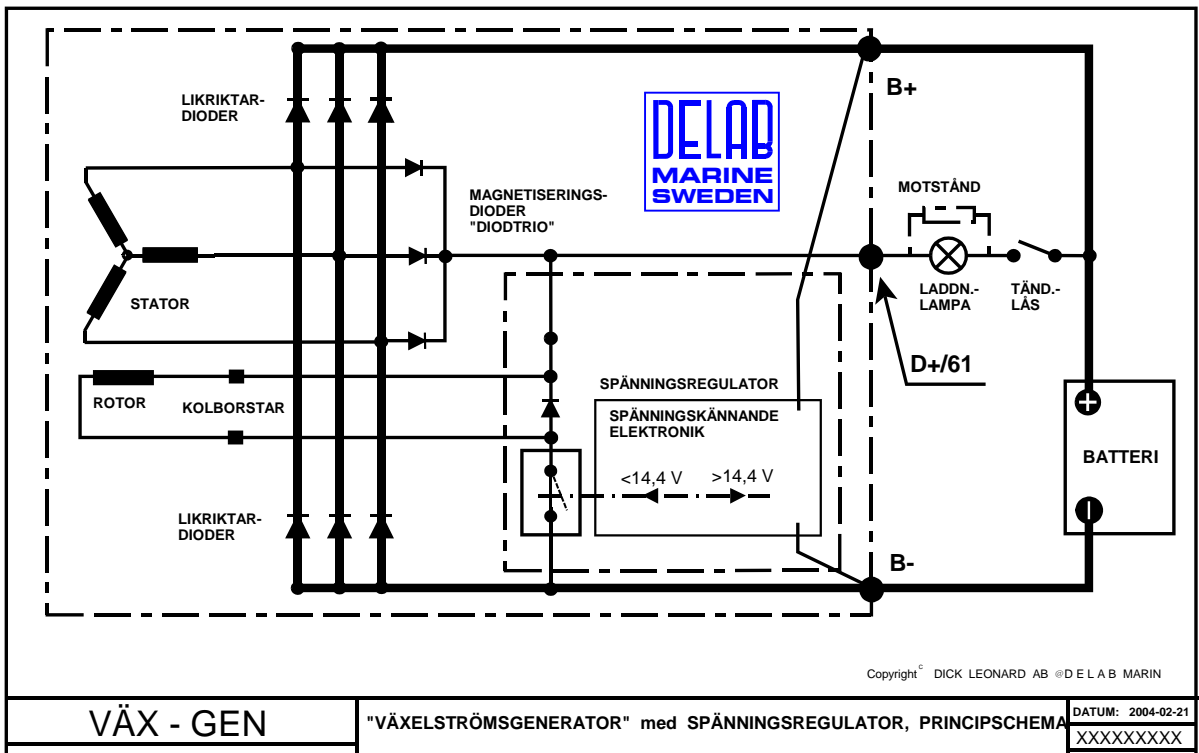 B+
LIKRIKTAR-
DIODER
DELAB
MARINE
SWEDEN
MOTSTÅND
MAGNETISERINGS-
DIODER
"DIODTRIO"
LADDN.-
LAMPA
TÄND.-
LÅS
STATOR
D+/61
SPÄNNINGSREGULATOR
ROTOR
KOLBORSTAR
SPÄNNINGSKÄNNANDE
ELEKTRONIK
BATTERI
<14,4 V
>14,4 V
LIKRIKTAR-
DIODER
B-
Copyright c DICK LEONARD AB @D E L A B MARIN
VÄX - GEN
"VÄXELSTRÖMSGENERATOR" med SPÄNNINGSREGULATOR, PRINCIPSCHEMA
DATUM: 2004-02-21
XXXXXXXXX